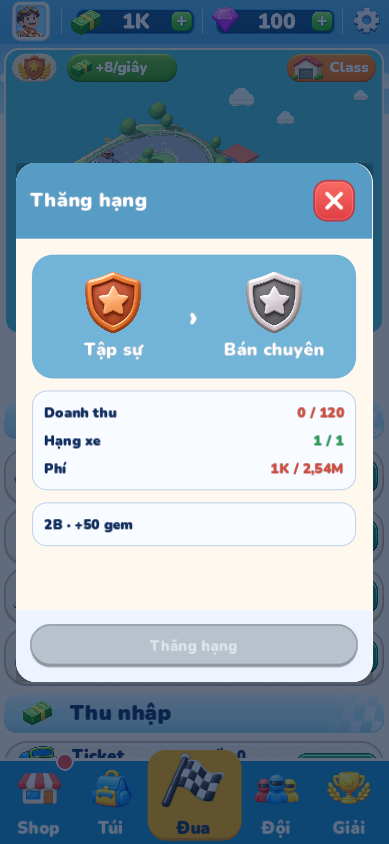 1K
100
+8/giây
Class
Thăng hạng
Tập sự
Bán chuyên
Doanh thu 0 / 120
Hạng xe 1 / 1
Phí 1K / 2,54M
2B · +50 gem
Thăng hạng
Thu nhập
Ticket
Shop Túi Đua Đội Giải